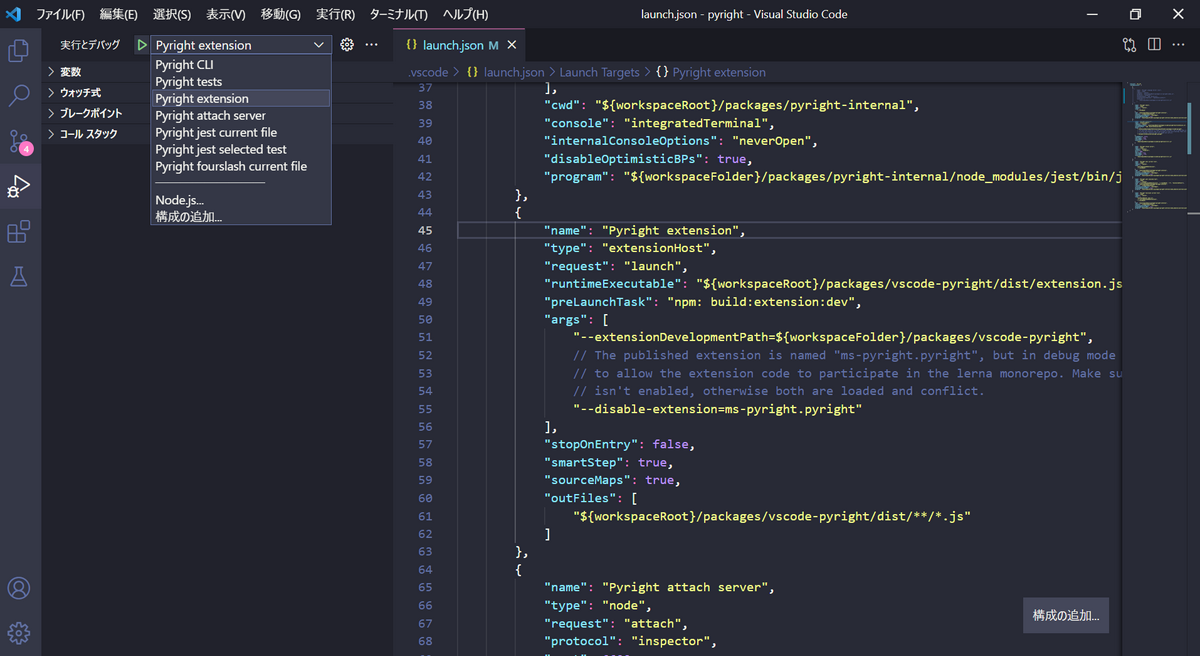 ファイル(F) 編集(E) 選択(S) 表示(V) 移動(G) 実行(R) ターミナル(T) ヘルプ(H) launch.json - pyright - Visual Studio Code
実行とデバッグ Pyright extension
変数
ウォッチ式
ブレークポイント
コール スタック
4
Pyright CLI
Pyright tests
Pyright extension
Pyright attach server
Pyright jest current file
Pyright jest selected test
Pyright fourslash current file
Node.js...
構成の追加...
{} launch.json M
.vscode > {} launch.json > Launch Targets > {} Pyright extension
37 ],
38 "cwd": "${workspaceRoot}/packages/pyright-internal",
39 "console": "integratedTerminal",
40 "internalConsoleOptions": "neverOpen",
41 "disableOptimisticBPs": true,
42 "program": "${workspaceFolder}/packages/pyright-internal/node_modules/jest/bin/j
43 },
44 {
45 "name": "Pyright extension",
46 "type": "extensionHost",
47 "request": "launch",
48 "runtimeExecutable": "${workspaceRoot}/packages/vscode-pyright/dist/extension.js
49 "preLaunchTask": "npm: build:extension:dev",
50 "args": [
51 "--extensionDevelopmentPath=${workspaceFolder}/packages/vscode-pyright",
52 // The published extension is named "ms-pyright.pyright", but in debug mode
53 // to allow the extension code to participate in the lerna monorepo. Make su
54 // isn't enabled, otherwise both are loaded and conflict.
55 "--disable-extension=ms-pyright.pyright"
56 ],
57 "stopOnEntry": false,
58 "smartStep": true,
59 "sourceMaps": true,
60 "outFiles": [
61 "${workspaceRoot}/packages/vscode-pyright/dist/**/*.js"
62 ]
63 },
64 {
65 "name": "Pyright attach server",
66 "type": "node",
67 "request": "attach",
68 "protocol": "inspector",
構成の追加...